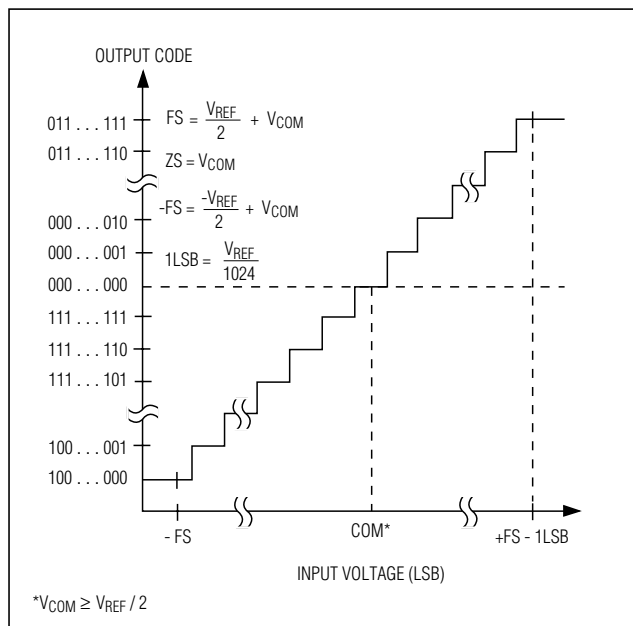 OUTPUT CODE
011 . . . 111
011 . . . 110
000 . . . 010
000 . . . 001
000 . . . 000
111 . . . 111
111 . . . 110
111 . . . 101
100 . . . 001
100 . . . 000
FS = V_REF / 2 + V_COM
ZS = V_COM
-FS = -V_REF / 2 + V_COM
1LSB = V_REF / 1024
- FS
COM*
+FS - 1LSB
INPUT VOLTAGE (LSB)
*V_COM ≥ V_REF / 2